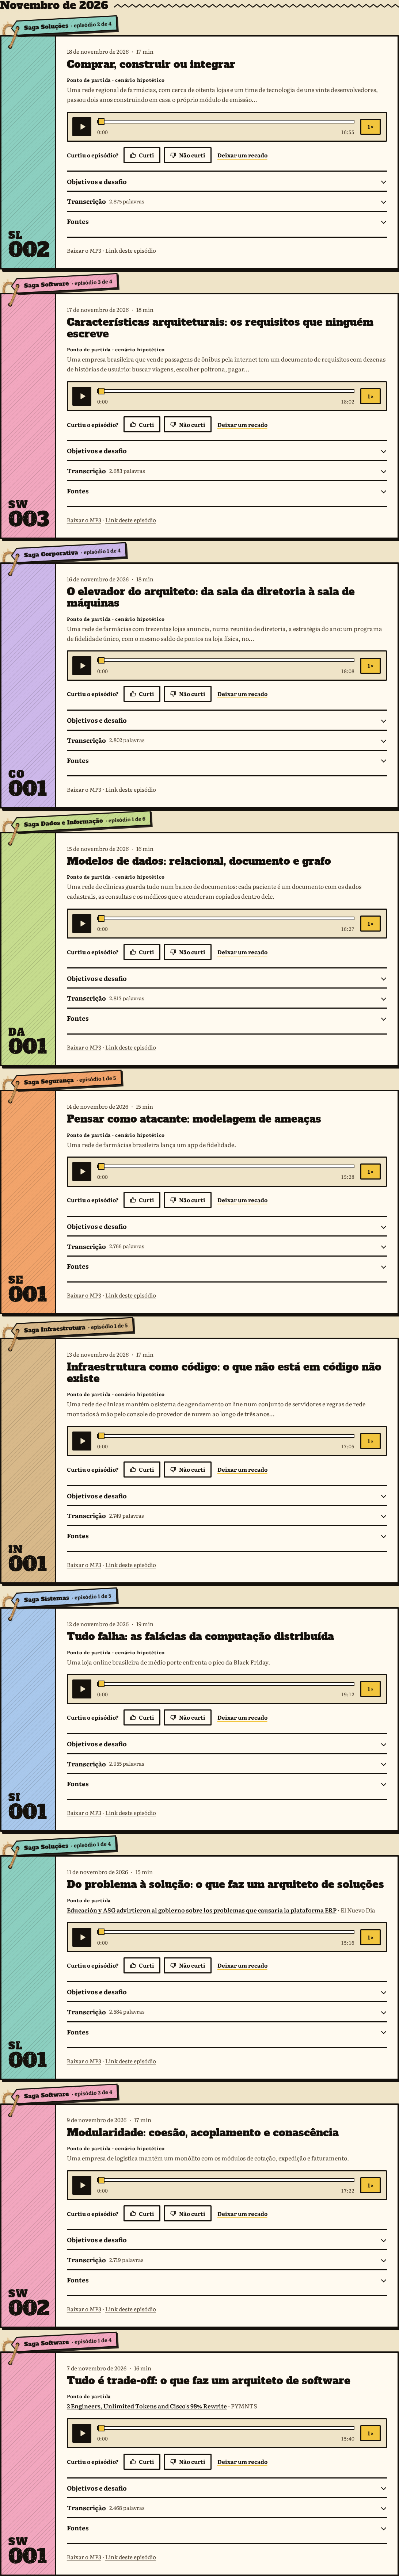 Novembro de 2026
Saga Soluções · episódio 2 de 4
18 de novembro de 2026 · 17 min
Comprar, construir ou integrar
Ponto de partida · cenário hipotético
Uma rede regional de farmácias, com cerca de oitenta lojas e um time de tecnologia de uns vinte desenvolvedores,
passou dois anos construindo em casa o próprio módulo de emissão…
0:00
16:55
1×
Curtiu o episódio?
Curti
Não curti
Deixar um recado
Objetivos e desafio
Transcrição 2.875 palavras
Fontes
Baixar o MP3 · Link deste episódio
SL
002
Saga Software · episódio 3 de 4
17 de novembro de 2026 · 18 min
Características arquiteturais: os requisitos que ninguém
escreve
Ponto de partida · cenário hipotético
Uma empresa brasileira que vende passagens de ônibus pela internet tem um documento de requisitos com dezenas
de histórias de usuário: buscar viagens, escolher poltrona, pagar…
0:00
18:02
1×
Curtiu o episódio?
Curti
Não curti
Deixar um recado
Objetivos e desafio
Transcrição 2.683 palavras
Fontes
Baixar o MP3 · Link deste episódio
SW
003
Saga Corporativa · episódio 1 de 4
16 de novembro de 2026 · 18 min
O elevador do arquiteto: da sala da diretoria à sala de
máquinas
Ponto de partida · cenário hipotético
Uma rede de farmácias com trezentas lojas anuncia, numa reunião de diretoria, a estratégia do ano: um programa
de fidelidade único, com o mesmo saldo de pontos na loja física, no…
0:00
18:08
1×
Curtiu o episódio?
Curti
Não curti
Deixar um recado
Objetivos e desafio
Transcrição 2.802 palavras
Fontes
Baixar o MP3 · Link deste episódio
CO
001
Saga Dados e Informação · episódio 1 de 6
15 de novembro de 2026 · 16 min
Modelos de dados: relacional, documento e grafo
Ponto de partida · cenário hipotético
Uma rede de clínicas guarda tudo num banco de documentos: cada paciente é um documento com os dados
cadastrais, as consultas e os médicos que o atenderam copiados dentro dele.
0:00
16:27
1×
Curtiu o episódio?
Curti
Não curti
Deixar um recado
Objetivos e desafio
Transcrição 2.813 palavras
Fontes
Baixar o MP3 · Link deste episódio
DA
001
Saga Segurança · episódio 1 de 5
14 de novembro de 2026 · 15 min
Pensar como atacante: modelagem de ameaças
Ponto de partida · cenário hipotético
Uma rede de farmácias brasileira lança um app de fidelidade.
0:00
15:28
1×
Curtiu o episódio?
Curti
Não curti
Deixar um recado
Objetivos e desafio
Transcrição 2.766 palavras
Fontes
Baixar o MP3 · Link deste episódio
SE
001
Saga Infraestrutura · episódio 1 de 5
13 de novembro de 2026 · 17 min
Infraestrutura como código: o que não está em código não
existe
Ponto de partida · cenário hipotético
Uma rede de clínicas mantém o sistema de agendamento online num conjunto de servidores e regras de rede
montados à mão pelo console do provedor de nuvem ao longo de três anos…
0:00
17:05
1×
Curtiu o episódio?
Curti
Não curti
Deixar um recado
Objetivos e desafio
Transcrição 2.749 palavras
Fontes
Baixar o MP3 · Link deste episódio
IN
001
Saga Sistemas · episódio 1 de 5
12 de novembro de 2026 · 19 min
Tudo falha: as falácias da computação distribuída
Ponto de partida · cenário hipotético
Uma loja online brasileira de médio porte enfrenta o pico da Black Friday.
0:00
19:12
1×
Curtiu o episódio?
Curti
Não curti
Deixar um recado
Objetivos e desafio
Transcrição 2.935 palavras
Fontes
Baixar o MP3 · Link deste episódio
SI
001
Saga Soluções · episódio 1 de 4
11 de novembro de 2026 · 15 min
Do problema à solução: o que faz um arquiteto de soluções
Ponto de partida
Educación y ASG advirtieron al gobierno sobre los problemas que causaría la plataforma ERP · El Nuevo Día
0:00
15:16
1×
Curtiu o episódio?
Curti
Não curti
Deixar um recado
Objetivos e desafio
Transcrição 2.584 palavras
Fontes
Baixar o MP3 · Link deste episódio
SL
001
Saga Software · episódio 2 de 4
9 de novembro de 2026 · 17 min
Modularidade: coesão, acoplamento e conascência
Ponto de partida · cenário hipotético
Uma empresa de logística mantém um monólito com os módulos de cotação, expedição e faturamento.
0:00
17:22
1×
Curtiu o episódio?
Curti
Não curti
Deixar um recado
Objetivos e desafio
Transcrição 2.719 palavras
Fontes
Baixar o MP3 · Link deste episódio
SW
002
Saga Software · episódio 1 de 4
7 de novembro de 2026 · 16 min
Tudo é trade-off: o que faz um arquiteto de software
Ponto de partida
2 Engineers, Unlimited Tokens and Cisco's 98% Rewrite · PYMNTS
0:00
15:40
1×
Curtiu o episódio?
Curti
Não curti
Deixar um recado
Objetivos e desafio
Transcrição 2.468 palavras
Fontes
Baixar o MP3 · Link deste episódio
SW
001